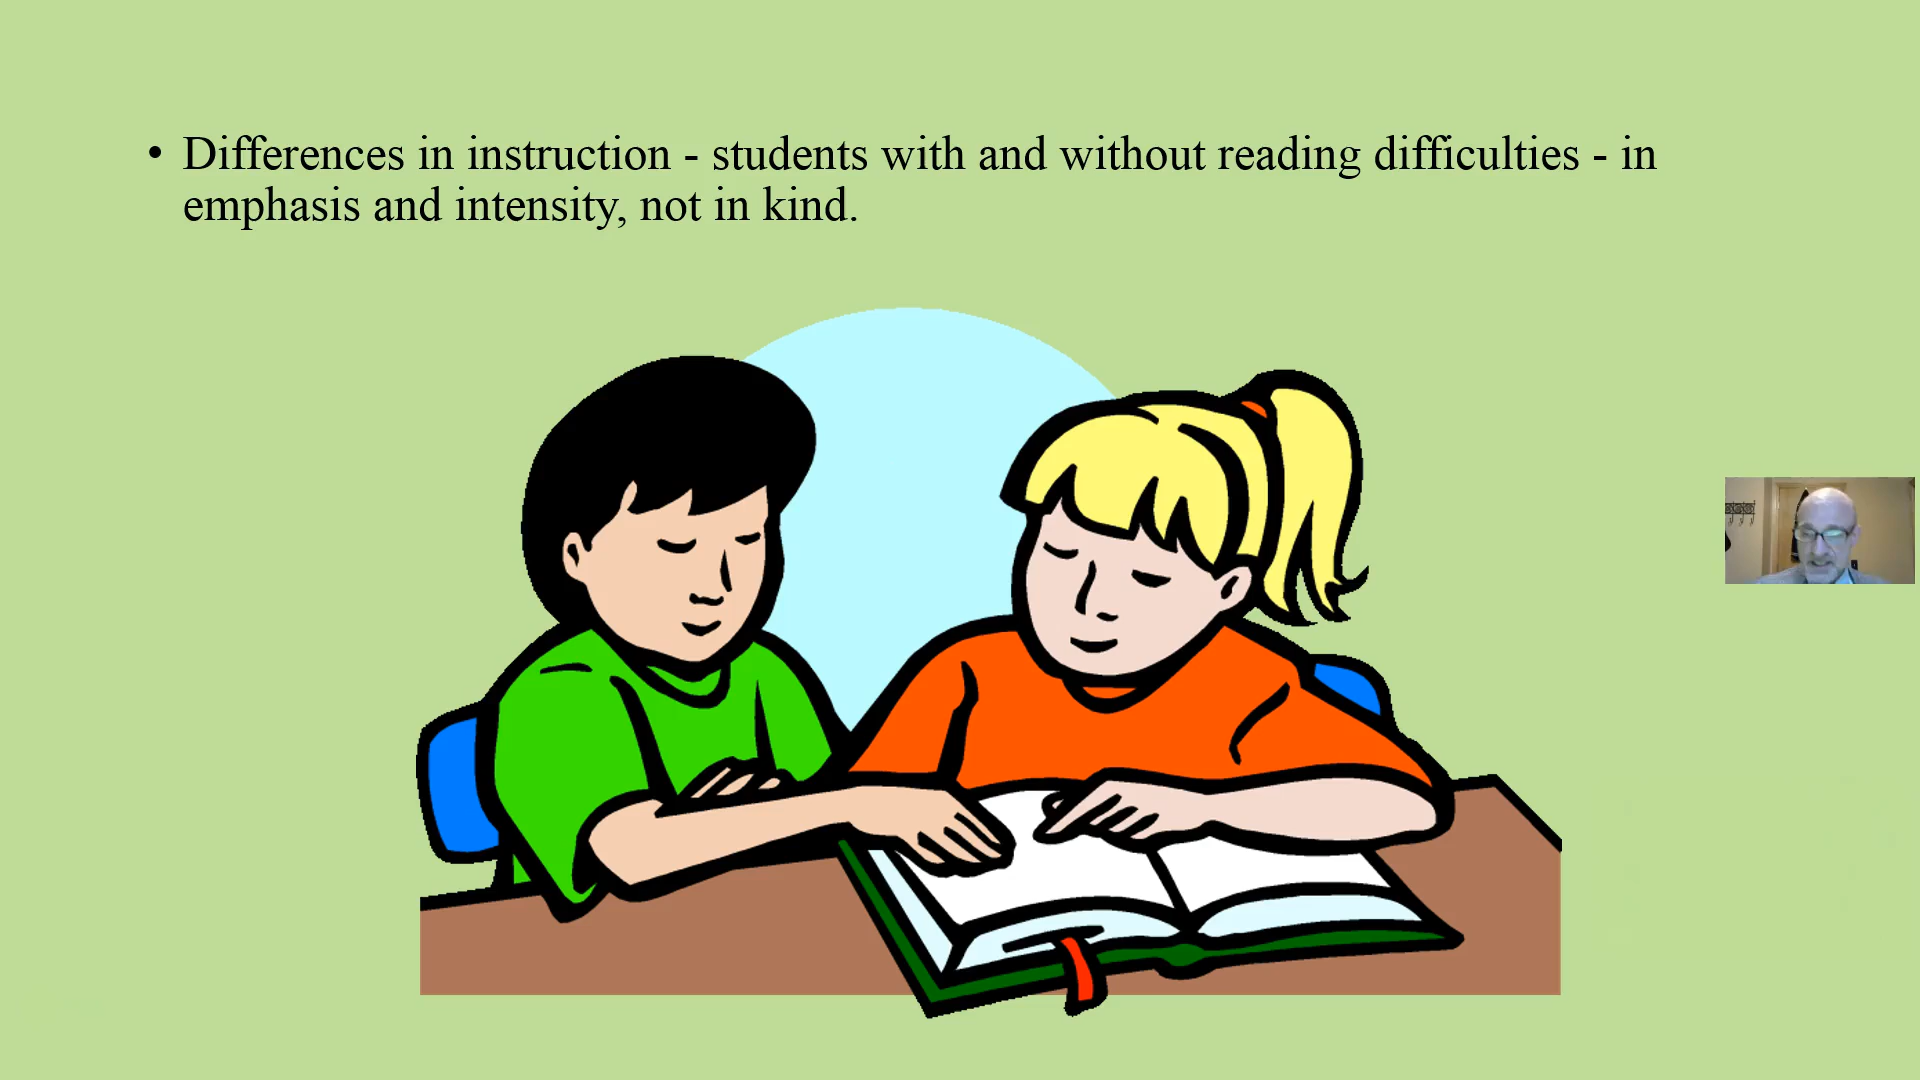 • Differences in instruction - students with and without reading difficulties - in
emphasis and intensity, not in kind.